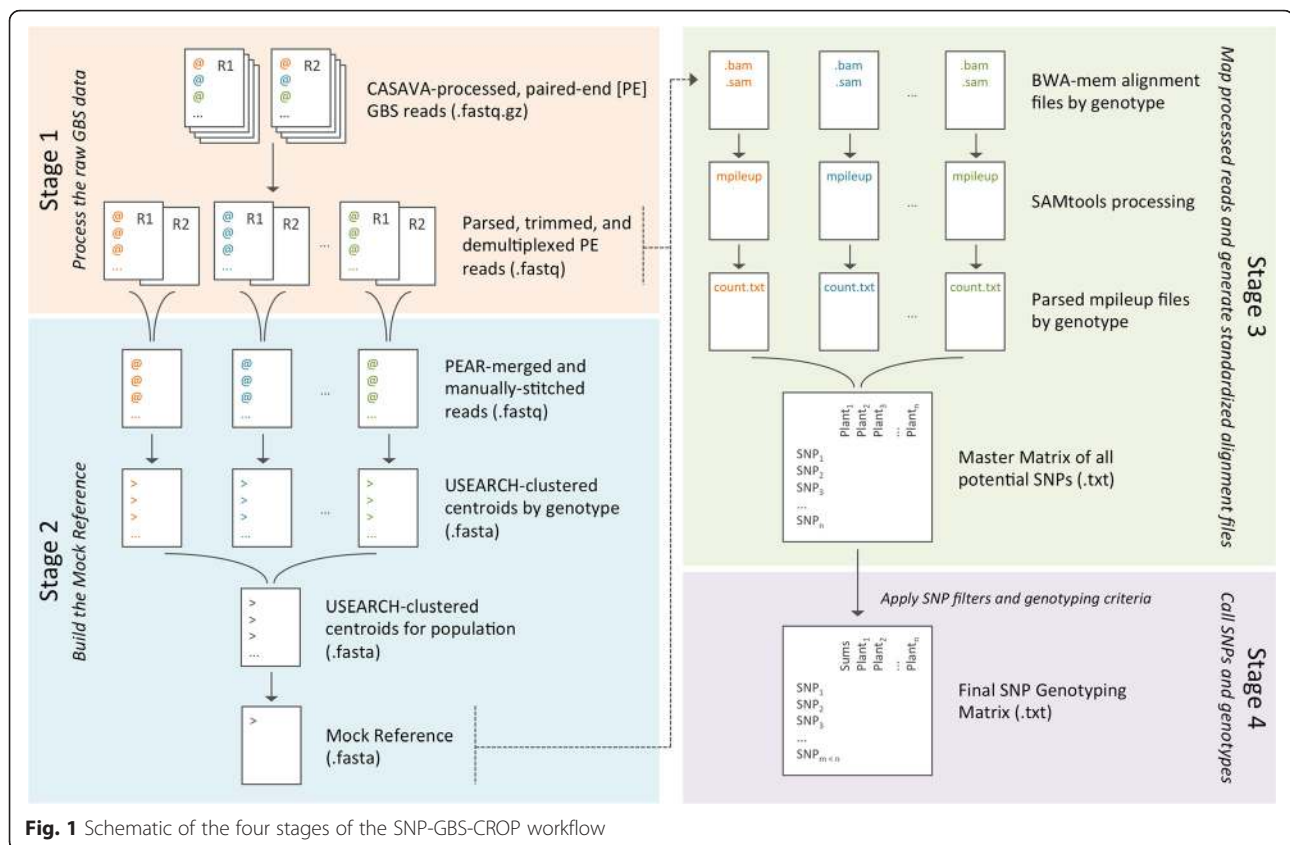 Stage 1
Process the raw GBS data
@ R1
@
@
...
@ R2
@
@
...
CASAVA-processed, paired-end [PE]
GBS reads (.fastq.gz)
@ R1 R2
@
@
...
@ R1 R2
@
@
...
...
@ R1 R2
@
@
...
Parsed, trimmed, and
demultiplexed PE
reads (.fastq)
Stage 2
Build the Mock Reference
@
@
@
...
@
@
@
...
...
@
@
@
...
PEAR-merged and
manually-stitched
reads (.fastq)
>
>
>
...
>
>
>
...
...
>
>
>
...
USEARCH-clustered
centroids by genotype
(.fasta)
>
>
>
...
USEARCH-clustered
centroids for population
(.fasta)
>
Mock Reference
(.fasta)
Stage 3
Map processed reads and generate standardized alignment files
.bam
.sam
.bam
.sam
...
.bam
.sam
BWA-mem alignment
files by genotype
mpileup
mpileup
...
mpileup
SAMtools processing
count.txt
count.txt
...
count.txt
Parsed mpileup files
by genotype
Plant1
Plant2
Plant3
...
Plantn
SNP1
SNP2
SNP3
...
SNPn
Master Matrix of all
potential SNPs (.txt)
Stage 4
Call SNPs and genotypes
Apply SNP filters and genotyping criteria
Sums
Plant1
Plant2
...
Plantn
SNP1
SNP2
SNP3
...
SNPm < n
Final SNP Genotyping
Matrix (.txt)
Fig. 1 Schematic of the four stages of the SNP-GBS-CROP workflow